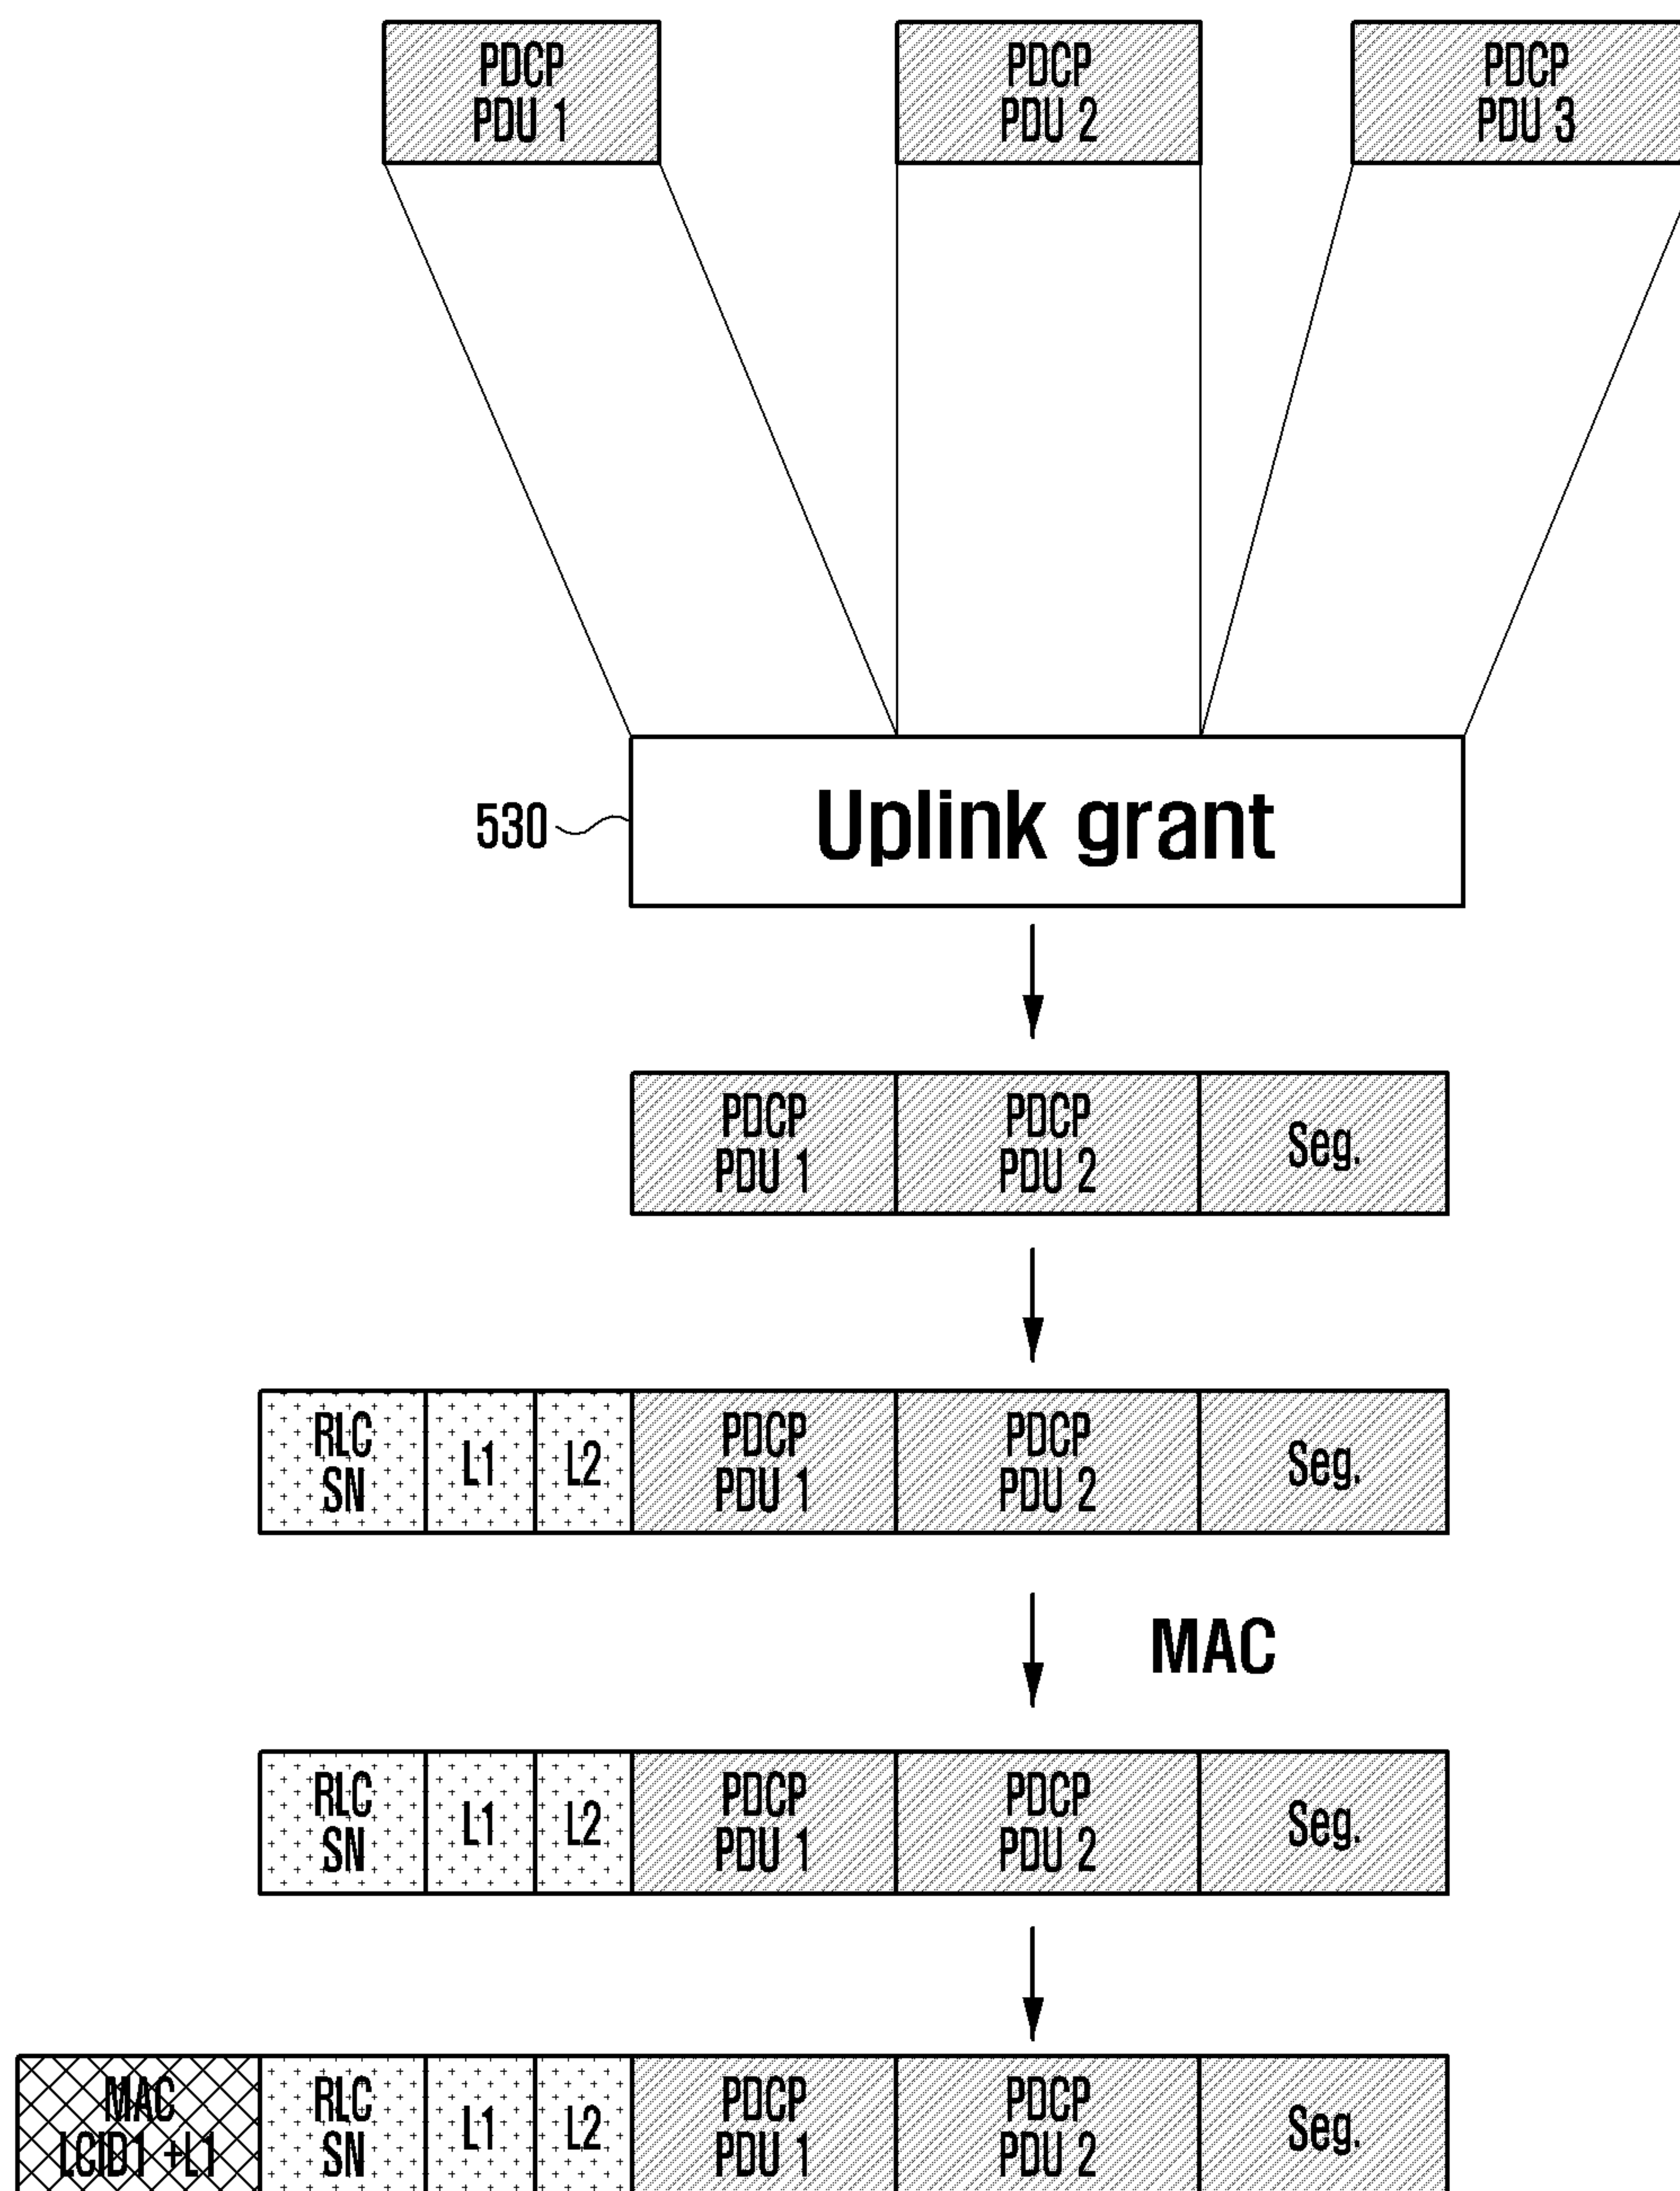 PDCP
PDU 1
PDCP
PDU 2
PDCP
PDU 3
530
Uplink grant
PDCP
PDU 1
PDCP
PDU 2
Seg.
RLC
SN
L1
L2
PDCP
PDU 1
PDCP
PDU 2
Seg.
MAC
RLC
SN
L1
L2
PDCP
PDU 1
PDCP
PDU 2
Seg.
MAC
LCID1 +L1
RLC
SN
L1
L2
PDCP
PDU 1
PDCP
PDU 2
Seg.